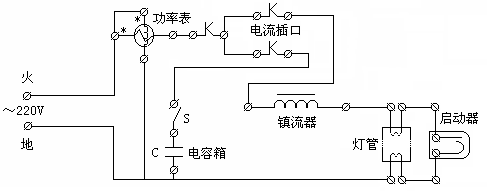 功率表
*
*
K
K
电流插口
K
火
～220V
地
S
C
电容箱
镇流器
灯管
启动器